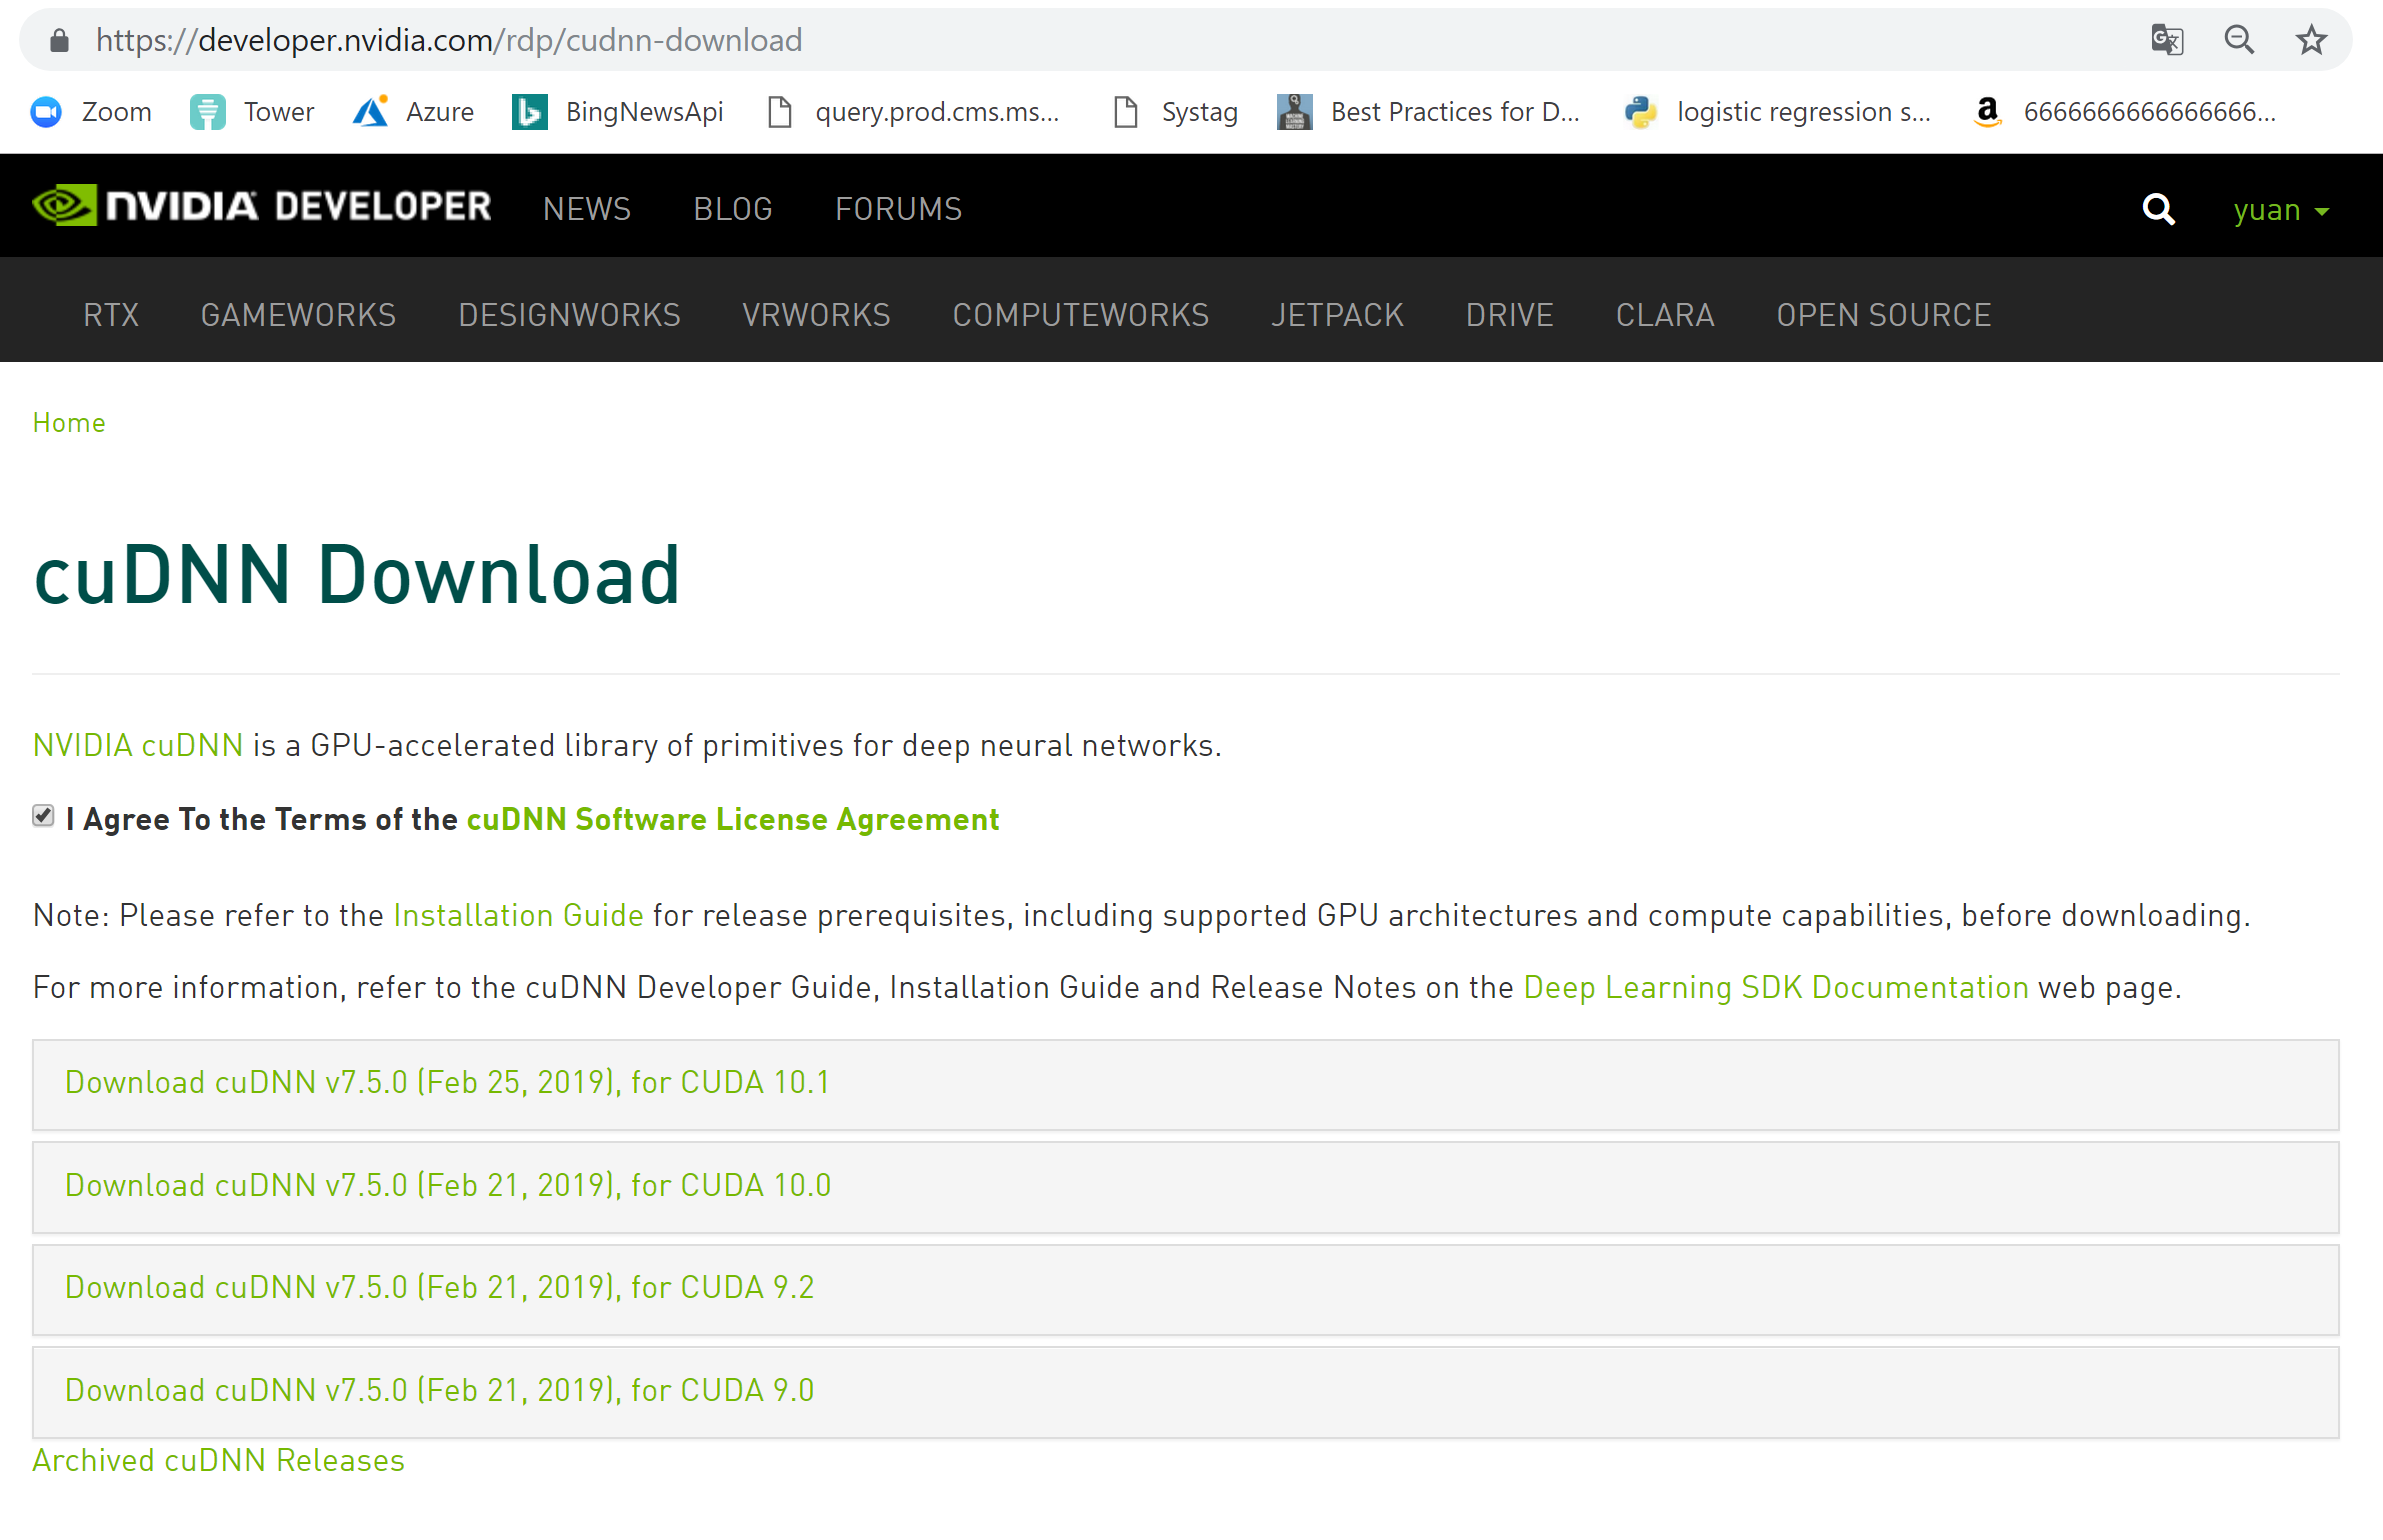 https://developer.nvidia.com/rdp/cudnn-download
Zoom Tower Azure BingNewsApi query.prod.cms.ms... Systag Best Practices for D... logistic regression s... 6666666666666666...
NVIDIA DEVELOPER NEWS BLOG FORUMS yuan
RTX GAMEWORKS DESIGNWORKS VRWORKS COMPUTEWORKS JETPACK DRIVE CLARA OPEN SOURCE
Home
cuDNN Download
NVIDIA cuDNN is a GPU-accelerated library of primitives for deep neural networks.
I Agree To the Terms of the cuDNN Software License Agreement
Note: Please refer to the Installation Guide for release prerequisites, including supported GPU architectures and compute capabilities, before downloading.
For more information, refer to the cuDNN Developer Guide, Installation Guide and Release Notes on the Deep Learning SDK Documentation web page.
Download cuDNN v7.5.0 (Feb 25, 2019), for CUDA 10.1
Download cuDNN v7.5.0 (Feb 21, 2019), for CUDA 10.0
Download cuDNN v7.5.0 (Feb 21, 2019), for CUDA 9.2
Download cuDNN v7.5.0 (Feb 21, 2019), for CUDA 9.0
Archived cuDNN Releases